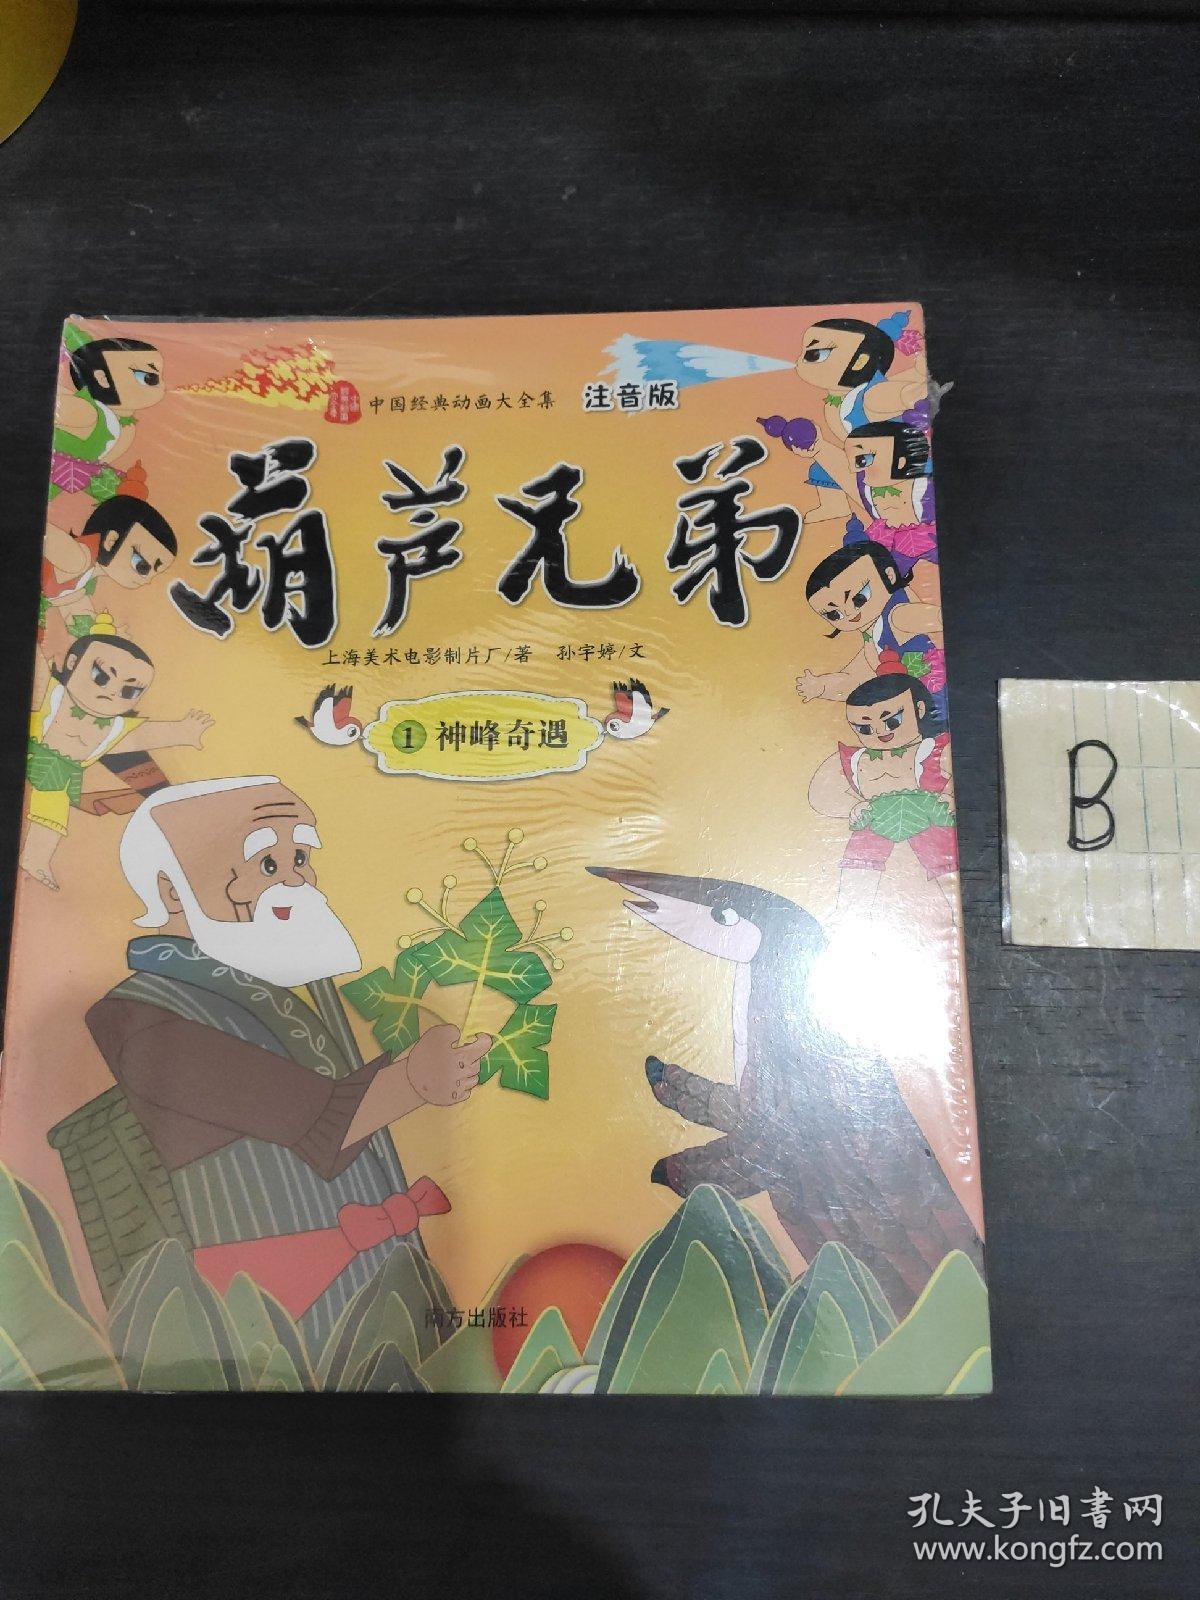 中国经典动画大全集 注音版
葫芦兄弟
上海美术电影制片厂/著 孙宇婷/文
1 神峰奇遇
B
南方出版社
孔夫子旧书网
www.kongfz.com